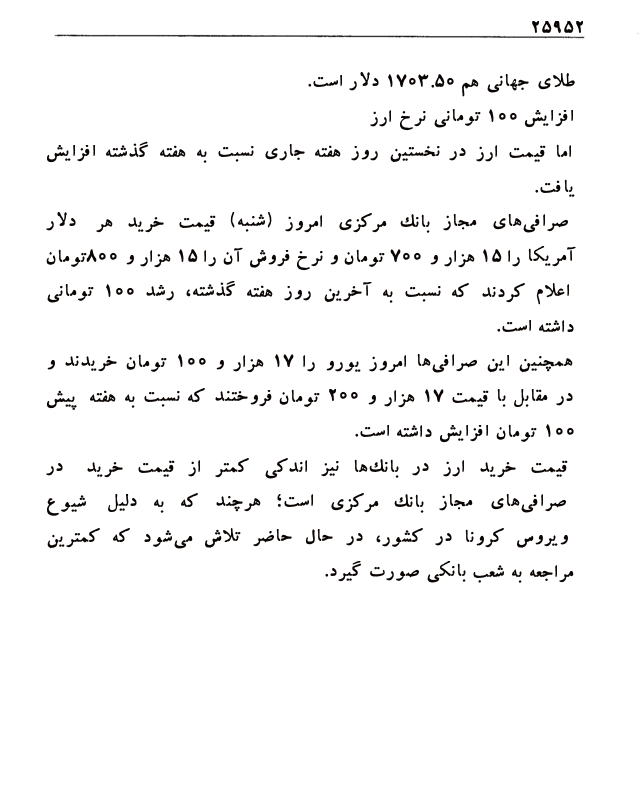 ۲۵۹۵۲
طلای جهانی هم ۱۷۰۳.۵۰ دلار است.
افزایش ۱۰۰ تومانی نرخ ارز
اما قیمت ارز در نخستین روز هفته جاری نسبت به هفته گذشته افزایش
یافت.
صرافی‌های مجاز بانک مرکزی امروز (شنبه) قیمت خرید هر دلار
آمریکا را ۱۵ هزار و ۷۰۰ تومان و نرخ فروش آن را ۱۵ هزار و ۸۰۰تومان
اعلام کردند که نسبت به آخرین روز هفته گذشته، رشد ۱۰۰ تومانی
داشته است.
همچنین این صرافی‌ها امروز یورو را ۱۷ هزار و ۱۰۰ تومان خریدند و
در مقابل با قیمت ۱۷ هزار و ۲۰۰ تومان فروختند که نسبت به هفته پیش
۱۰۰ تومان افزایش داشته است.
قیمت خرید ارز در بانک‌ها نیز اندکی کمتر از قیمت خرید در
صرافی‌های مجاز بانک مرکزی است؛ هرچند که به دلیل شیوع
ویروس کرونا در کشور، در حال حاضر تلاش می‌شود که کمترین
مراجعه به شعب بانکی صورت گیرد.